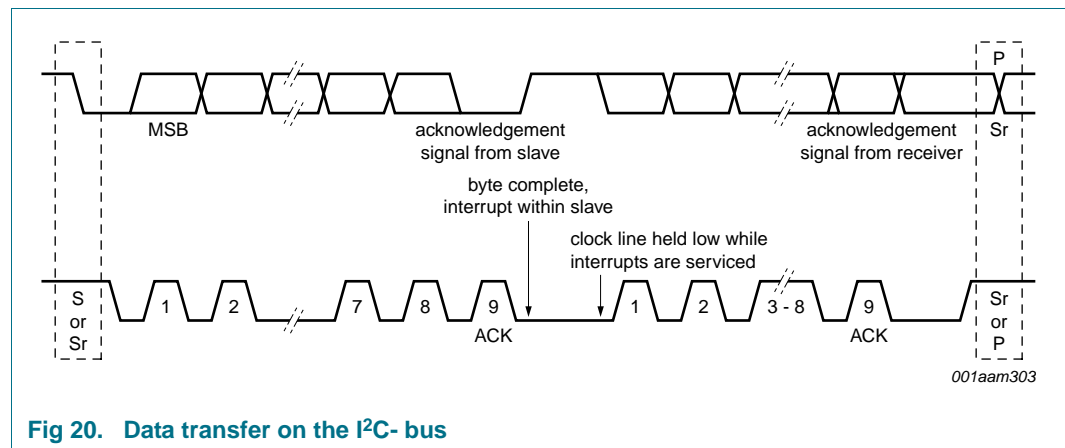 P
MSB
acknowledgement
signal from slave
acknowledgement
signal from receiver
Sr
byte complete,
interrupt within slave
clock line held low while
interrupts are serviced
S
or
Sr
1
2
7
8
9
1
2
3 - 8
9
Sr
or
P
ACK
ACK
001aam303
Fig 20. Data transfer on the I²C- bus